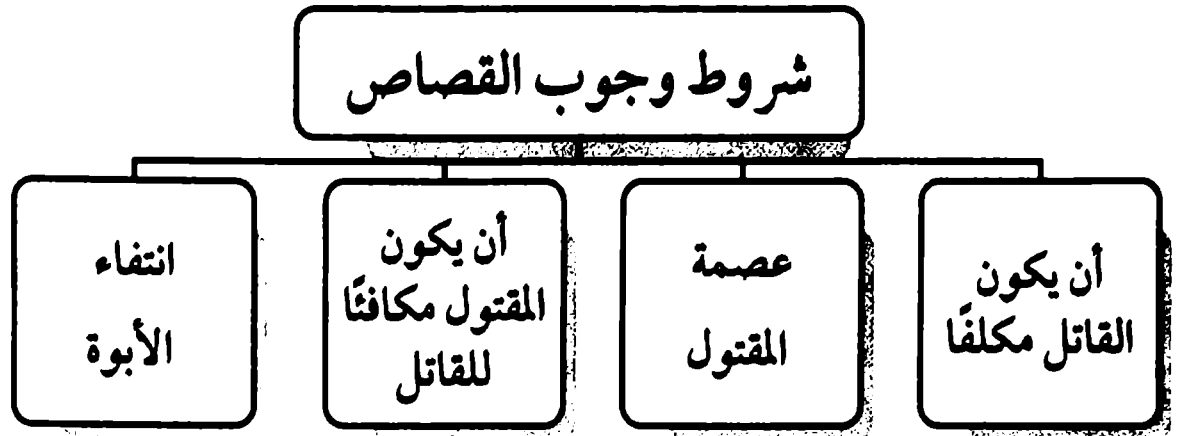 شروط وجوب القصاص
أن يكون
القاتل مكلفًا
عصمة
المقتول
أن يكون
المقتول مكافئًا
للقاتل
انتفاء
الأبوة